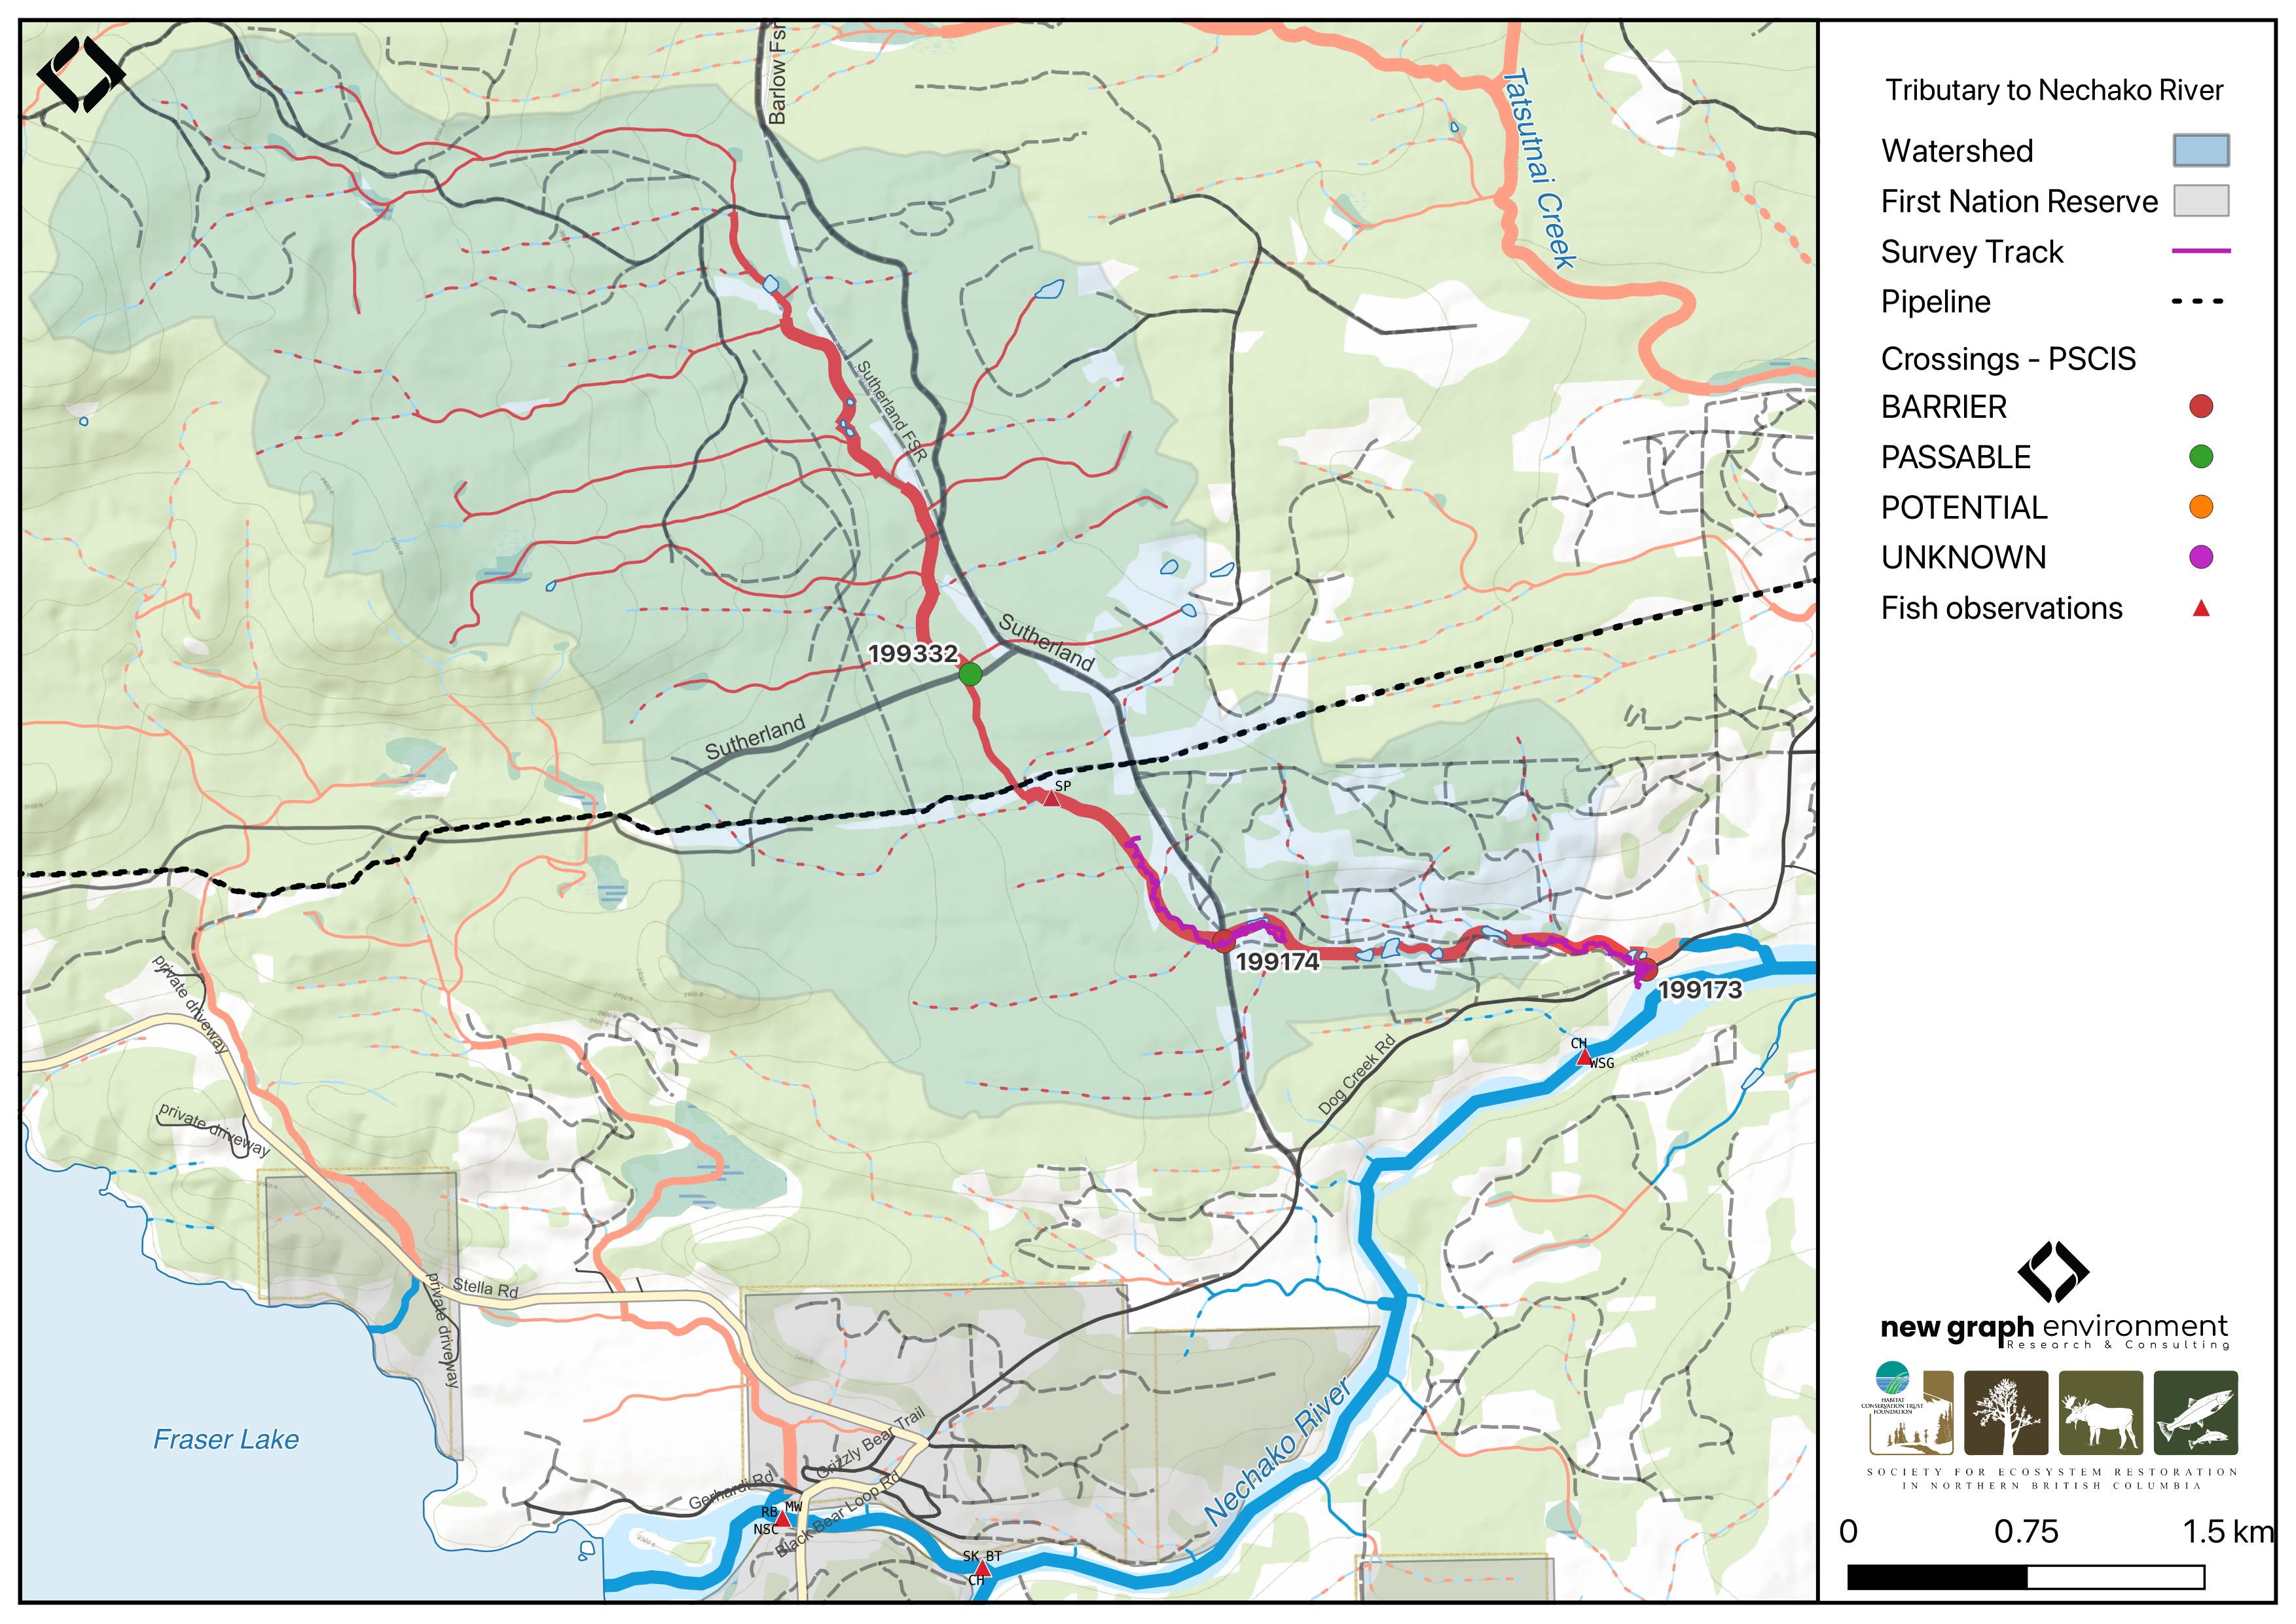 Barlow Fsr
Tatsutnai Creek
Sutherland FSR
199332
Sutherland
Sutherland
SP
199174
199173
private driveway
CH
WSG
Dog Creek Rd
private driveway
Stella Rd
private driveway
Fraser Lake
Nechako River
Grizzly Bear Trail
Gerhardi Rd
Black Bear Loop Rd
RB MW
NSC
SK BT
CH
Tributary to Nechako River
Watershed
First Nation Reserve
Survey Track
Pipeline
Crossings - PSCIS
BARRIER
PASSABLE
POTENTIAL
UNKNOWN
Fish observations
new graph environment
Research & Consulting
HABITAT
CONSERVATION TRUST
FOUNDATION
SOCIETY FOR ECOSYSTEM RESTORATION
IN NORTHERN BRITISH COLUMBIA
0 0.75 1.5 km